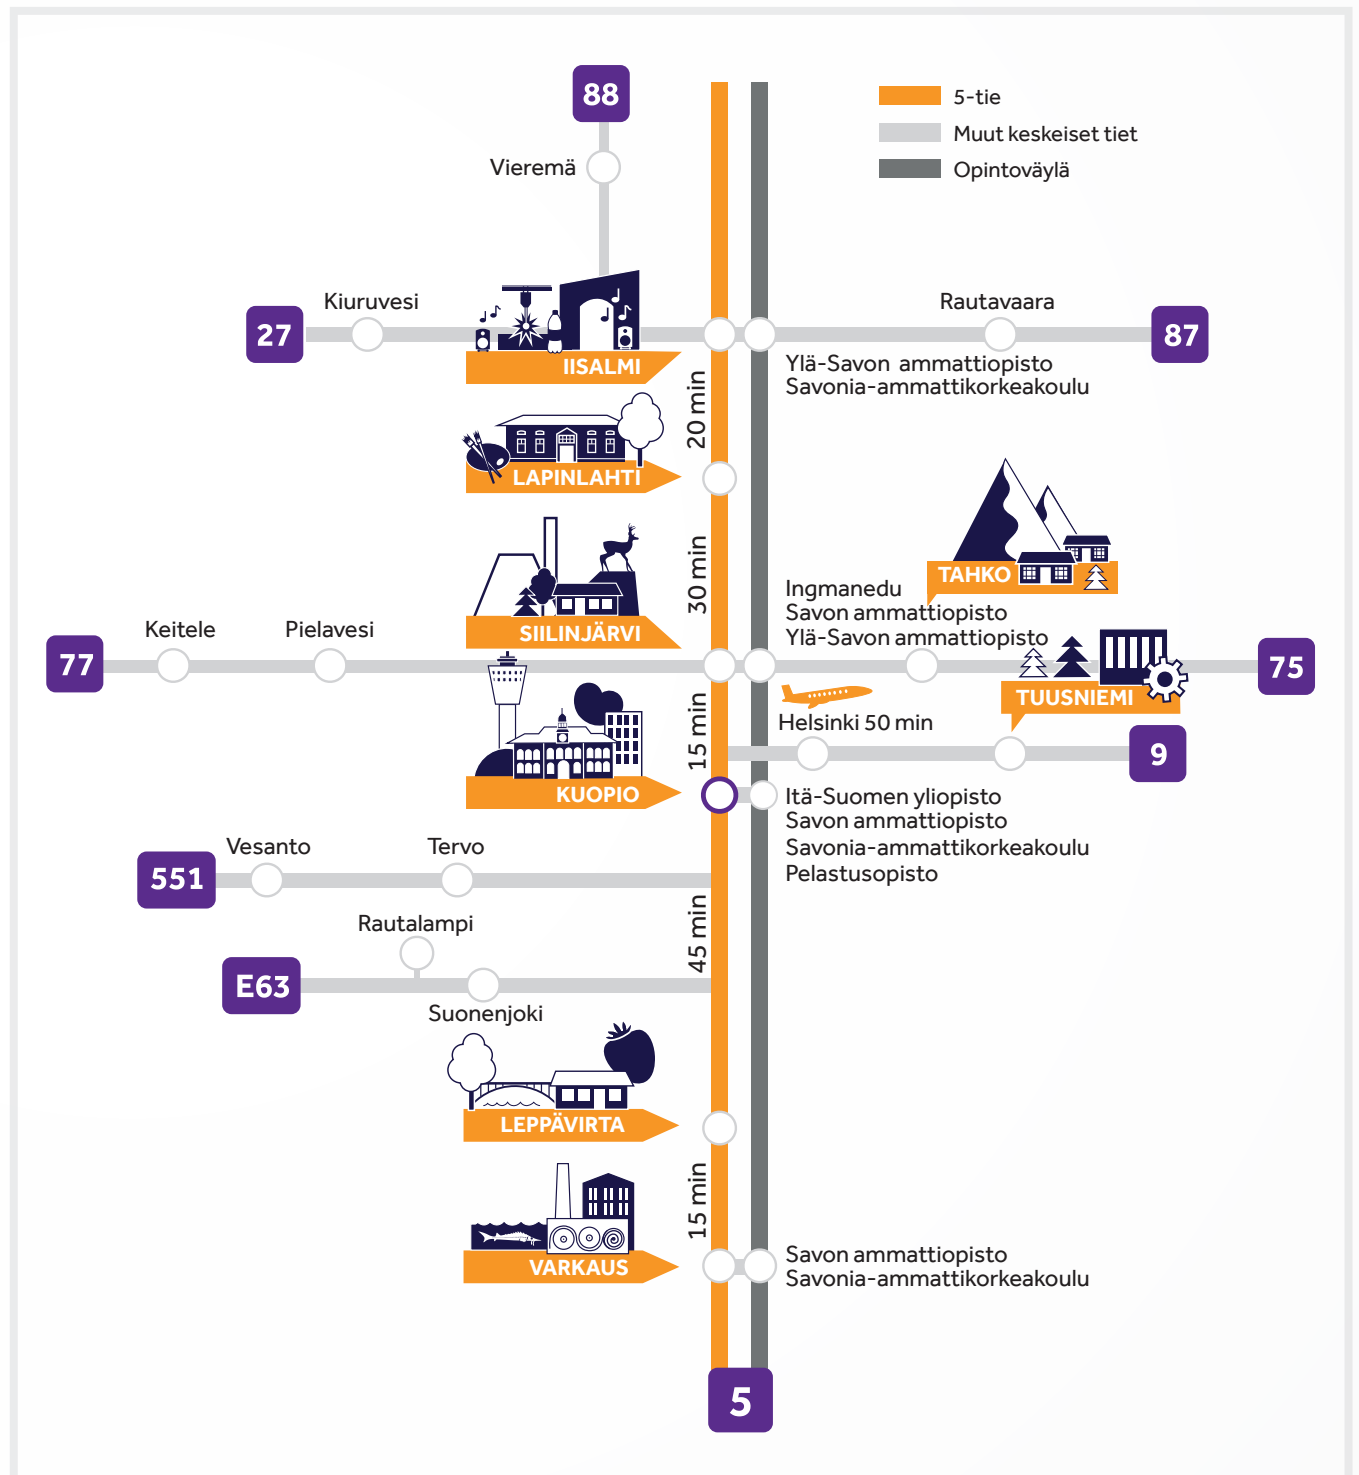 88
5-tie
Muut keskeiset tiet
Opintoväylä
Vieremä
27
Kiuruvesi
Rautavaara
87
IISALMI
Ylä-Savon ammattiopisto
Savonia-ammattikorkeakoulu
20 min
LAPINLAHTI
30 min
TAHKO
Ingmanedu
Savon ammattiopisto
Ylä-Savon ammattiopisto
SIILINJÄRVI
77
Keitele
Pielavesi
75
TUUSNIEMI
Helsinki 50 min
15 min
9
KUOPIO
Itä-Suomen yliopisto
Savon ammattiopisto
Savonia-ammattikorkeakoulu
Pelastusopisto
551
Vesanto
Tervo
45 min
Rautalampi
E63
Suonenjoki
LEPPÄVIRTA
15 min
VARKAUS
Savon ammattiopisto
Savonia-ammattikorkeakoulu
5